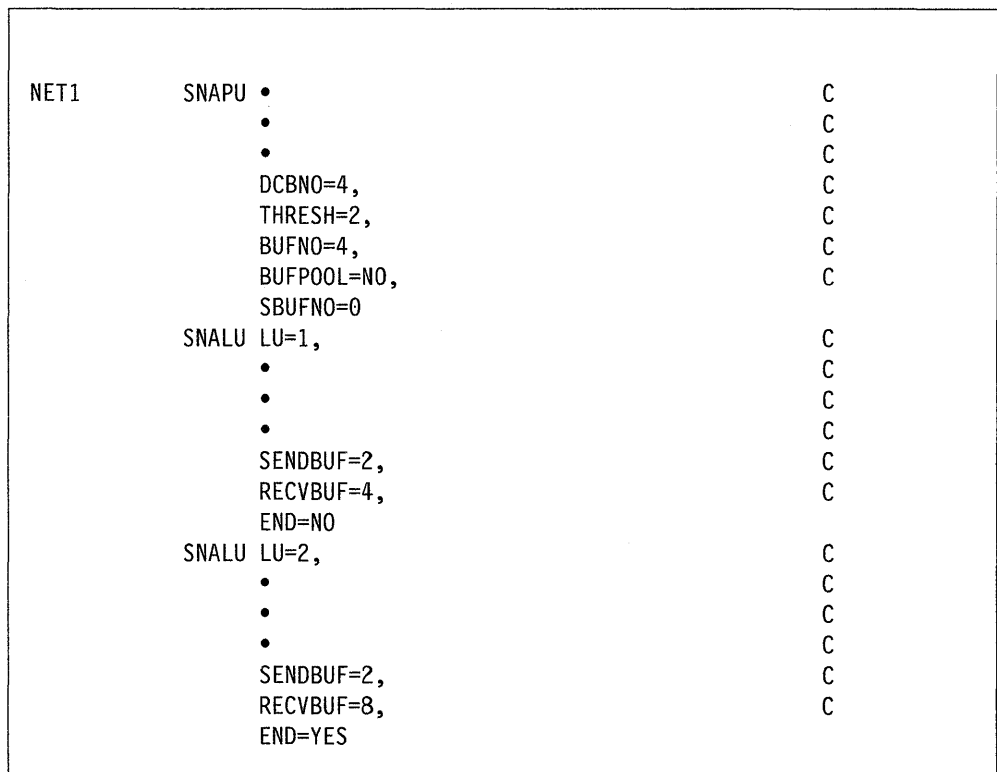 NET1 SNAPU • C
• C
• C
DCBNO=4, C
THRESH=2, C
BUFNO=4, C
BUFPOOL=NO, C
SBUFNO=0
SNALU LU=1, C
• C
• C
• C
SENDBUF=2, C
RECVBUF=4, C
END=NO
SNALU LU=2, C
• C
• C
• C
SENDBUF=2, C
RECVBUF=8, C
END=YES